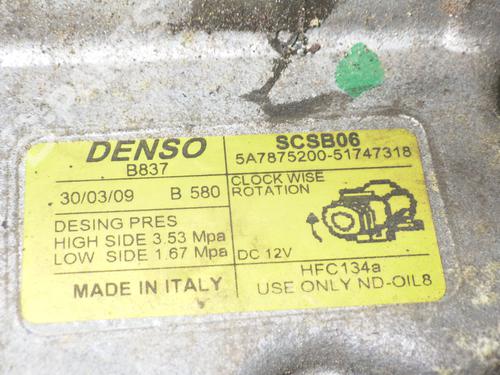 DENSO
B837
30/03/09 B 580
DESING PRES
HIGH SIDE 3.53 Mpa
LOW SIDE 1.67 Mpa
MADE IN ITALY
SCSB06
5A7875200-51747318
CLOCK WISE
ROTATION
DC 12V
HFC134a
USE ONLY ND-OIL8